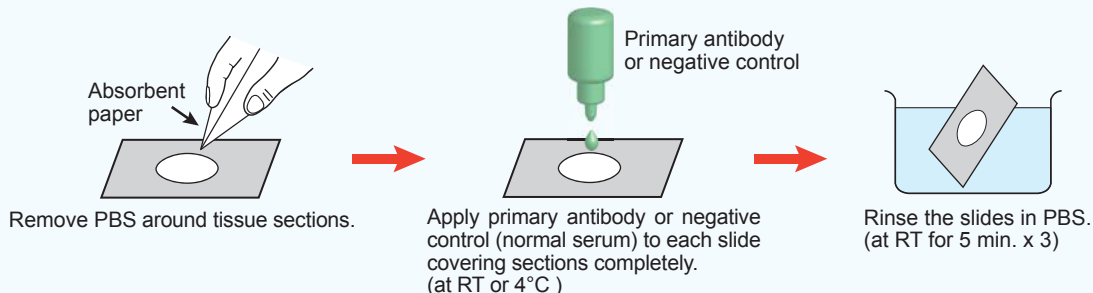 Absorbent
paper
Remove PBS around tissue sections.
Primary antibody
or negative control
Apply primary antibody or negative
control (normal serum) to each slide
covering sections completely.
(at RT or 4°C )
Rinse the slides in PBS.
(at RT for 5 min. x 3)